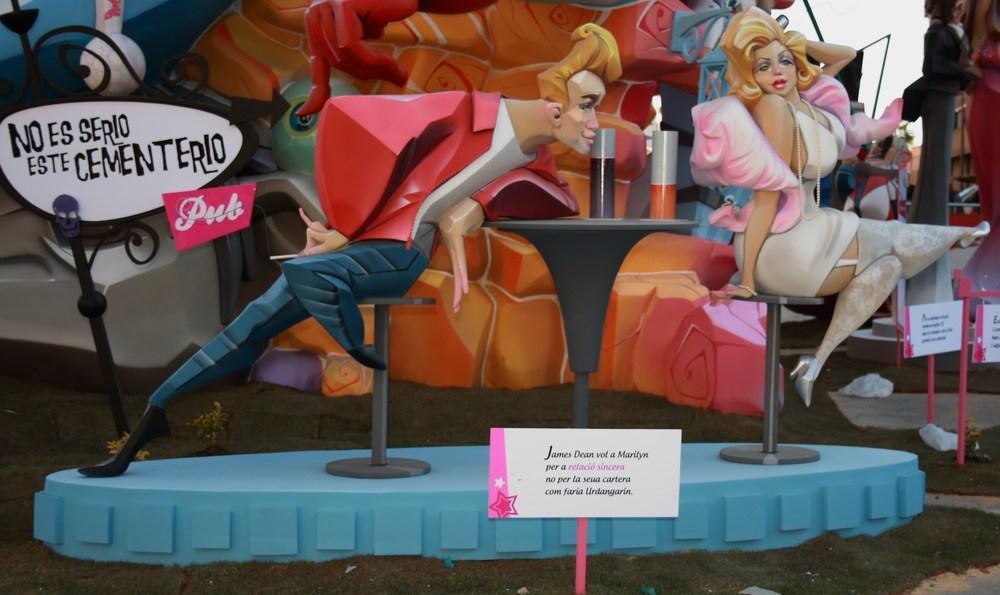 NO ES SERIO
ESTE CEMENTERIO
Pub
James Dean vol a Marilyn
per a relació sincera
no per la seua cartera
com faria Urdangarin.